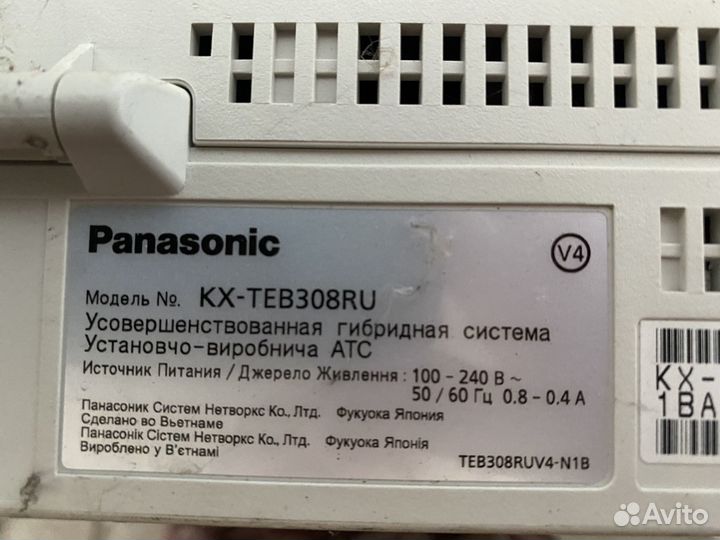 Panasonic
V4
Модель №. KX-TEB308RU
Усовершенствованная гибридная система
Установчо-виробнича АТС
Источник Питания / Джерело Живлення : 100 - 240 В ~
50 / 60 Гц 0.8 - 0.4 А
Панасоник Систем Нетворкс Ко., Лтд. Фукуока Япония
Сделано во Вьетнаме
Панасонік Сістем Нетворкс Ко., Лтд. Фукуока Японія
Вироблено у В'єтнамі
TEB308RUV4-N1B
KX-
1BA
Avito